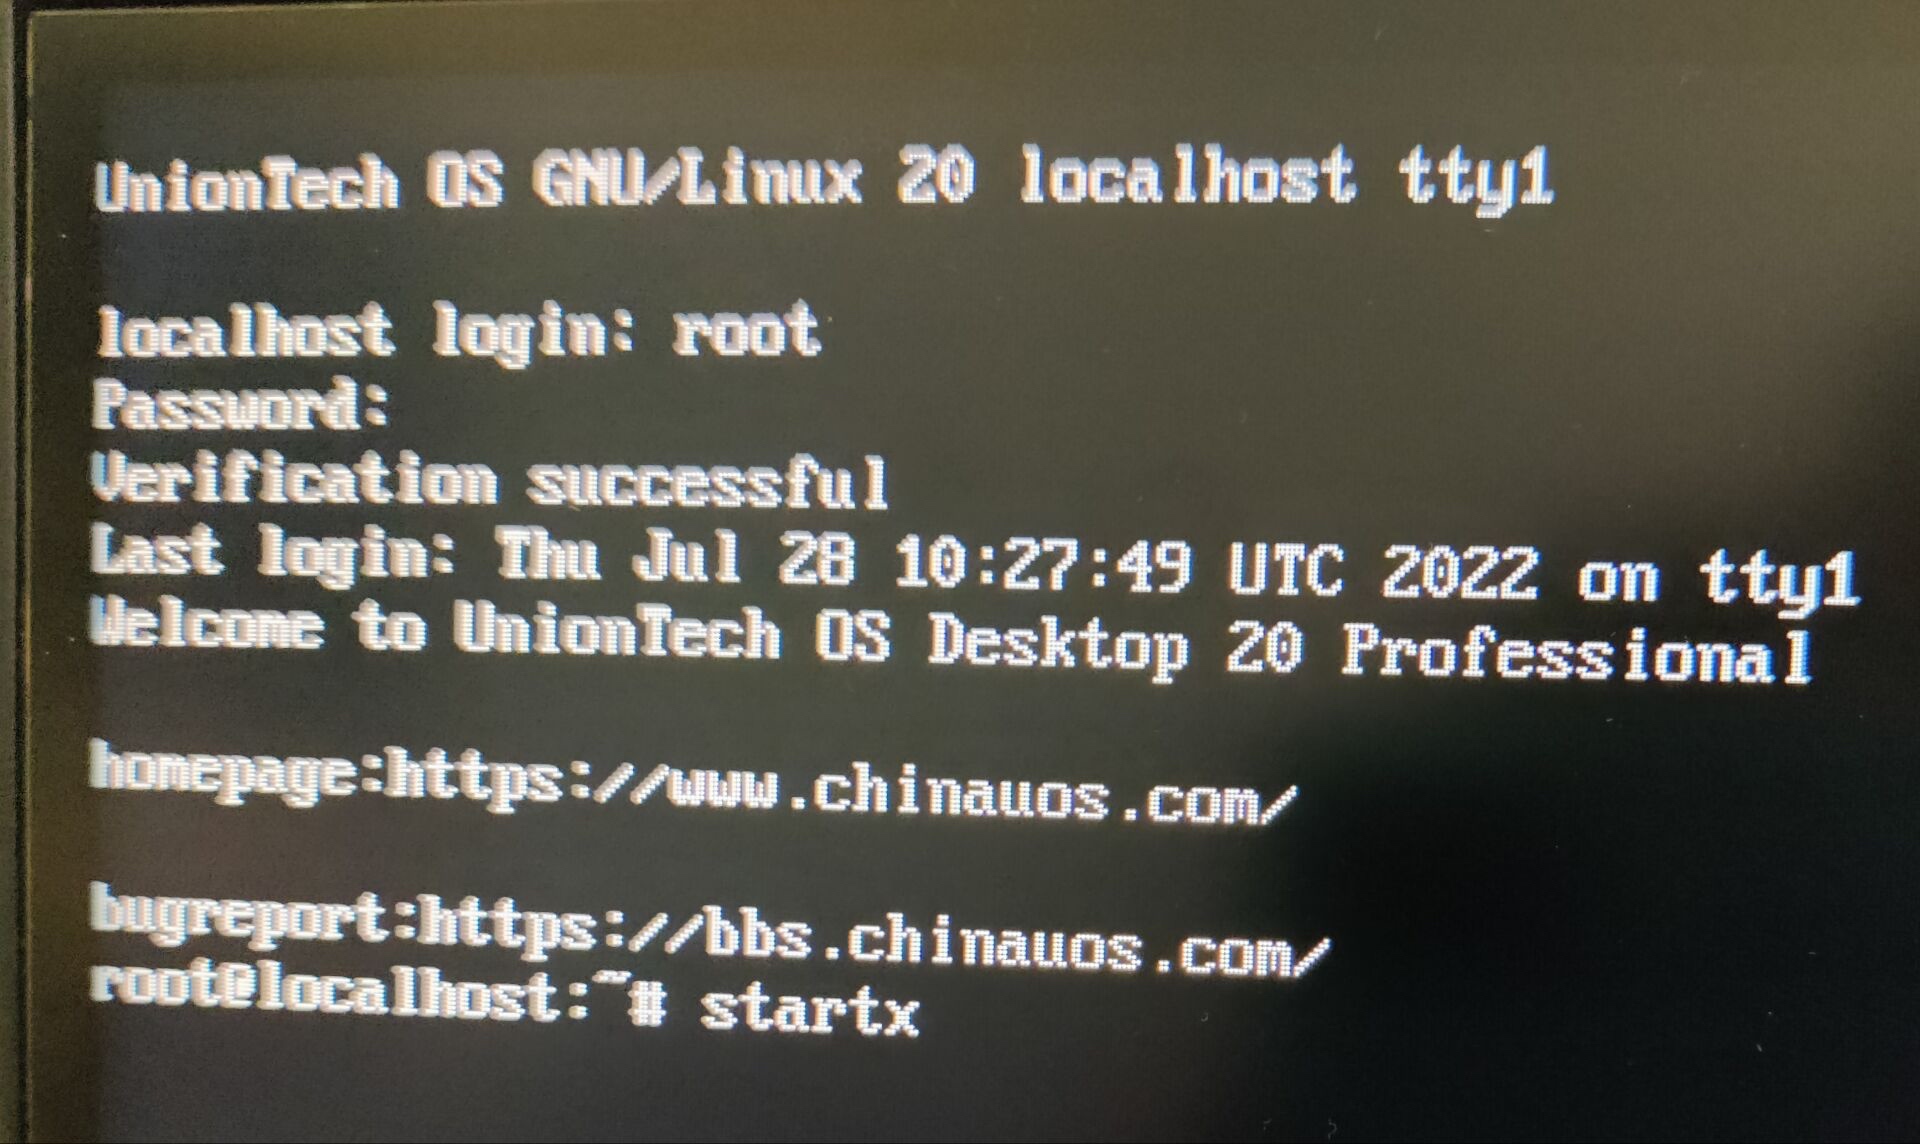 UnionTech OS GNU/Linux 20 localhost tty1
localhost login: root
Password:
Verification successful
Last login: Thu Jul 28 10:27:49 UTC 2022 on tty1
Welcome to UnionTech OS Desktop 20 Professional
homepage:https://www.chinauos.com/
bugreport:https://bbs.chinauos.com/
root@localhost:~# startx